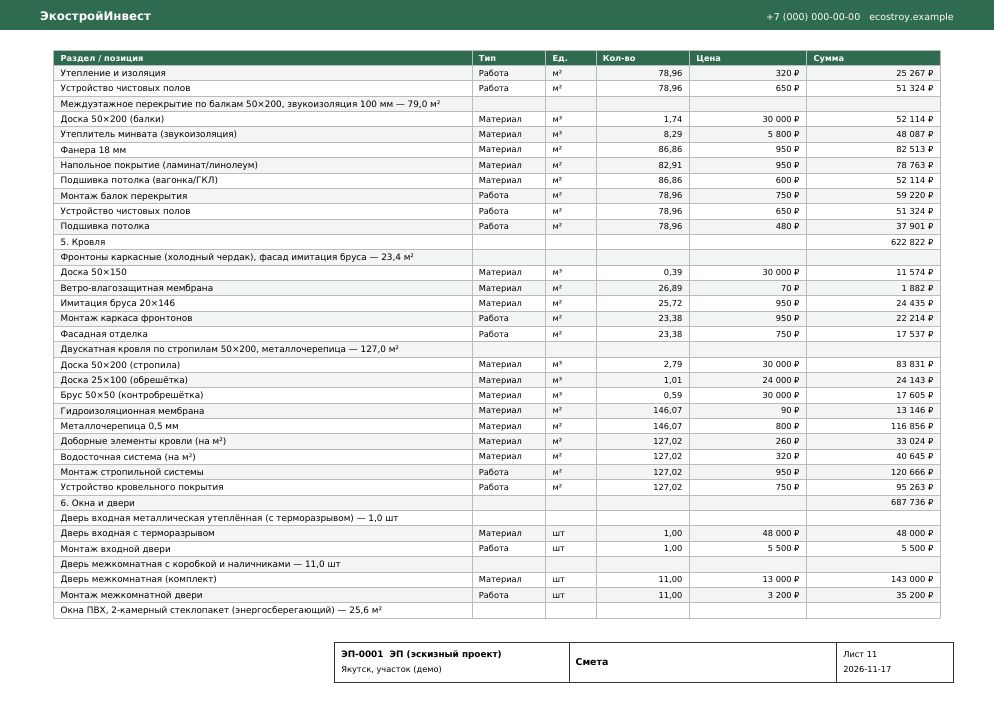 ЭкостройИнвест
+7 (000) 000-00-00 ecostroy.example
Раздел / позиция Тип Ед. Кол-во Цена Сумма
Утепление и изоляция Работа м² 78,96 320 ₽ 25 267 ₽
Устройство чистовых полов Работа м² 78,96 650 ₽ 51 324 ₽
Междуэтажное перекрытие по балкам 50×200, звукоизоляция 100 мм — 79,0 м²
Доска 50×200 (балки) Материал м³ 1,74 30 000 ₽ 52 114 ₽
Утеплитель минвата (звукоизоляция) Материал м³ 8,29 5 800 ₽ 48 087 ₽
Фанера 18 мм Материал м² 86,86 950 ₽ 82 513 ₽
Напольное покрытие (ламинат/линолеум) Материал м² 82,91 950 ₽ 78 763 ₽
Подшивка потолка (вагонка/ГКЛ) Материал м² 86,86 600 ₽ 52 114 ₽
Монтаж балок перекрытия Работа м² 78,96 750 ₽ 59 220 ₽
Устройство чистовых полов Работа м² 78,96 650 ₽ 51 324 ₽
Подшивка потолка Работа м² 78,96 480 ₽ 37 901 ₽
5. Кровля 622 822 ₽
Фронтоны каркасные (холодный чердак), фасад имитация бруса — 23,4 м²
Доска 50×150 Материал м³ 0,39 30 000 ₽ 11 574 ₽
Ветро-влагозащитная мембрана Материал м² 26,89 70 ₽ 1 882 ₽
Имитация бруса 20×146 Материал м² 25,72 950 ₽ 24 435 ₽
Монтаж каркаса фронтонов Работа м² 23,38 950 ₽ 22 214 ₽
Фасадная отделка Работа м² 23,38 750 ₽ 17 537 ₽
Двускатная кровля по стропилам 50×200, металлочерепица — 127,0 м²
Доска 50×200 (стропила) Материал м³ 2,79 30 000 ₽ 83 831 ₽
Доска 25×100 (обрешётка) Материал м³ 1,01 24 000 ₽ 24 143 ₽
Брус 50×50 (контробрешётка) Материал м³ 0,59 30 000 ₽ 17 605 ₽
Гидроизоляционная мембрана Материал м² 146,07 90 ₽ 13 146 ₽
Металлочерепица 0,5 мм Материал м² 146,07 800 ₽ 116 856 ₽
Доборные элементы кровли (на м²) Материал м² 127,02 260 ₽ 33 024 ₽
Водосточная система (на м²) Материал м² 127,02 320 ₽ 40 645 ₽
Монтаж стропильной системы Работа м² 127,02 950 ₽ 120 666 ₽
Устройство кровельного покрытия Работа м² 127,02 750 ₽ 95 263 ₽
6. Окна и двери 687 736 ₽
Дверь входная металлическая утеплённая (с терморазрывом) — 1,0 шт
Дверь входная с терморазрывом Материал шт 1,00 48 000 ₽ 48 000 ₽
Монтаж входной двери Работа шт 1,00 5 500 ₽ 5 500 ₽
Дверь межкомнатная с коробкой и наличниками — 11,0 шт
Дверь межкомнатная (комплект) Материал шт 11,00 13 000 ₽ 143 000 ₽
Монтаж межкомнатной двери Работа шт 11,00 3 200 ₽ 35 200 ₽
Окна ПВХ, 2-камерный стеклопакет (энергосберегающий) — 25,6 м²
ЭП-0001 ЭП (эскизный проект)
Якутск, участок (демо)
Смета
Лист 11
2026-11-17